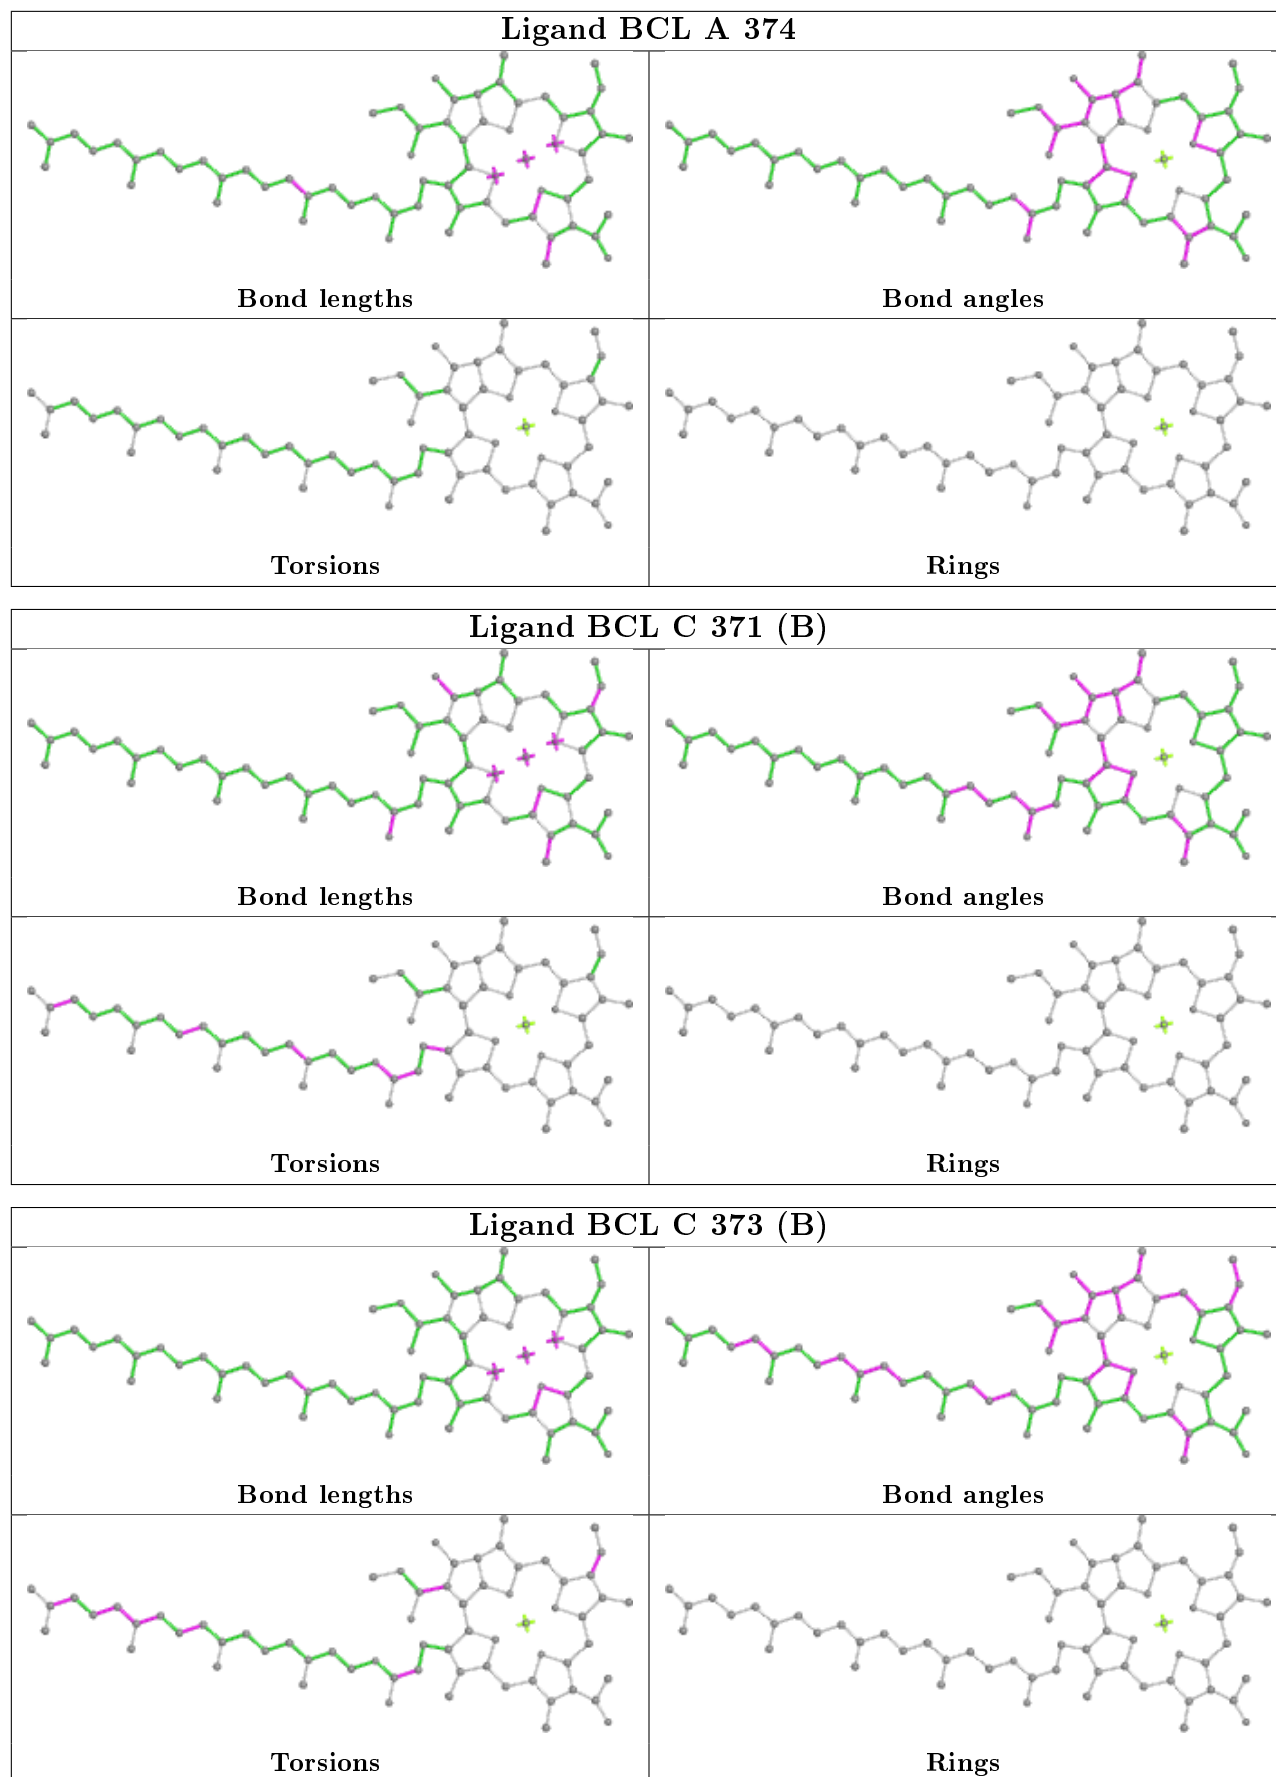 Ligand BCL A 374
Bond lengths
Bond angles
Torsions
Rings
Ligand BCL C 371 (B)
Bond lengths
Bond angles
Torsions
Rings
Ligand BCL C 373 (B)
Bond lengths
Bond angles
Torsions
Rings